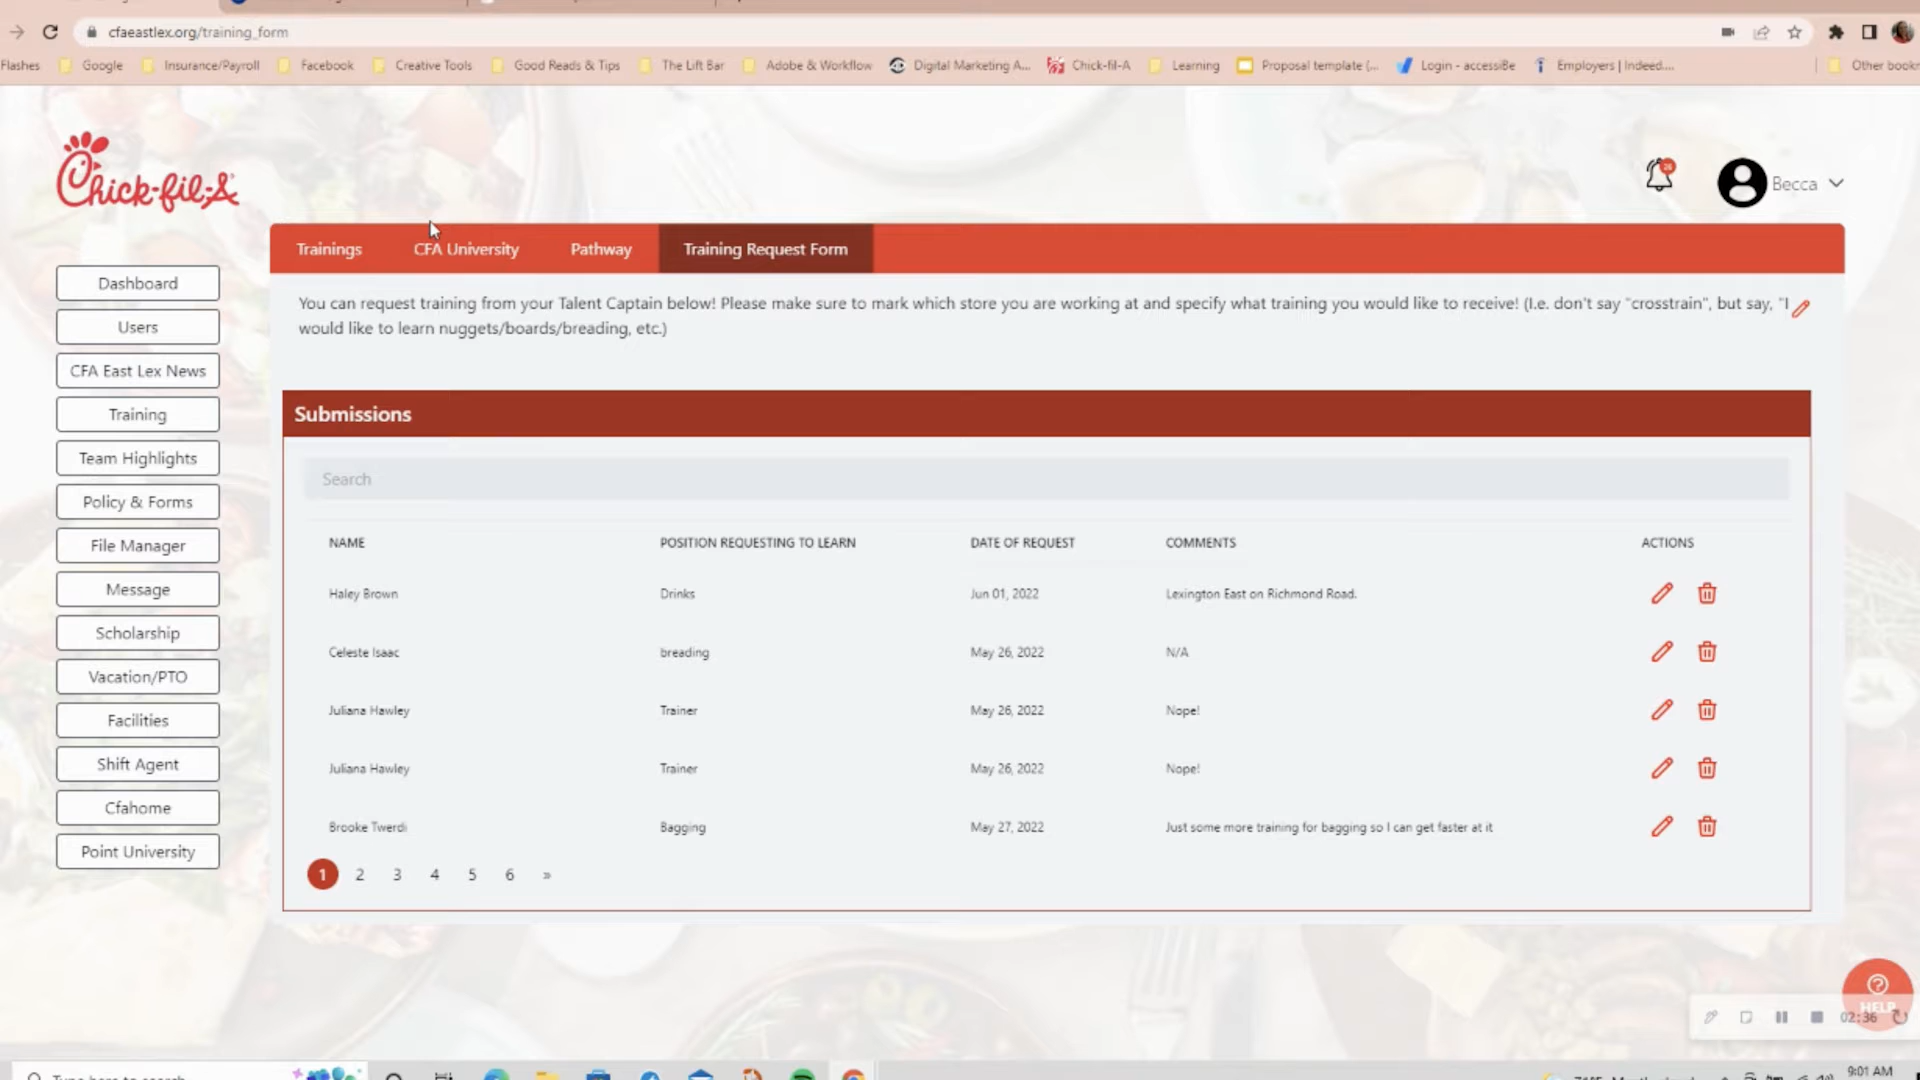 cfaeastlex.org/training_form
Flashes Google Insurance/Payroll Facebook Creative Tools Good Reads & Tips The Lift Bar Adobe & Workflow Digital Marketing A... Chick-fil-A Learning Proposal template (... Login - accessiBe Employers | Indeed.... Other bookr
Chick-fil-A
Becca
Trainings CFA University Pathway Training Request Form
You can request training from your Talent Captain below! Please make sure to mark which store you are working at and specify what training you would like to receive! (I.e. don't say "crosstrain", but say, "I
would like to learn nuggets/boards/breading, etc.)
Dashboard
Users
CFA East Lex News
Training
Team Highlights
Policy & Forms
File Manager
Message
Scholarship
Vacation/PTO
Facilities
Shift Agent
Cfahome
Point University
Submissions
Search
NAME POSITION REQUESTING TO LEARN DATE OF REQUEST COMMENTS ACTIONS
Haley Brown Drinks Jun 01, 2022 Lexington East on Richmond Road.
Celeste Isaac breading May 26, 2022 N/A
Juliana Hawley Trainer May 26, 2022 Nope!
Juliana Hawley Trainer May 26, 2022 Nope!
Brooke Twerdi Bagging May 27, 2022 Just some more training for bagging so I can get faster at it
1 2 3 4 5 6 »
HELP
02:36
Type here to search
9:01 AM